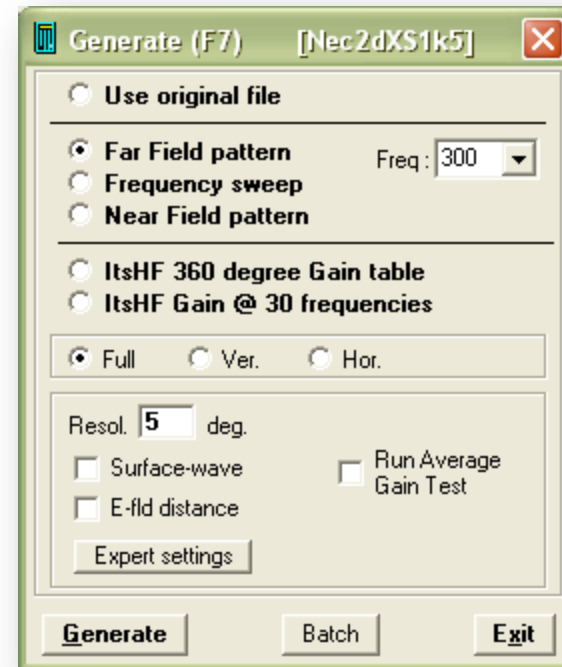 Generate (F7) [Nec2dXS1k5]
Use original file
Far Field pattern Freq : 300
Frequency sweep
Near Field pattern
ItsHF 360 degree Gain table
ItsHF Gain @ 30 frequencies
Full Ver. Hor.
Resol. 5 deg.
Surface-wave
Run Average
Gain Test
E-fld distance
Expert settings
Generate Batch Exit